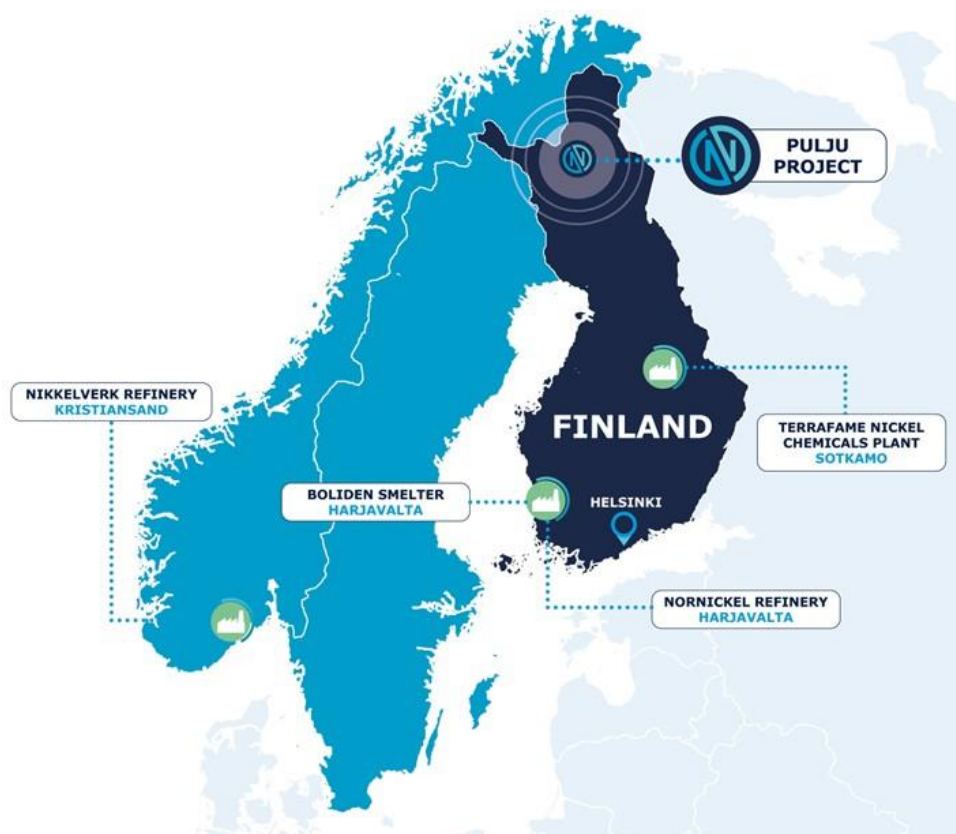 PULJU
PROJECT
NIKKELVERK REFINERY
KRISTIANSAND
FINLAND
TERRAFAME NICKEL
CHEMICALS PLANT
SOTKAMO
BOLIDEN SMELTER
HARJAVALTA
HELSINKI
NORNICKEL REFINERY
HARJAVALTA